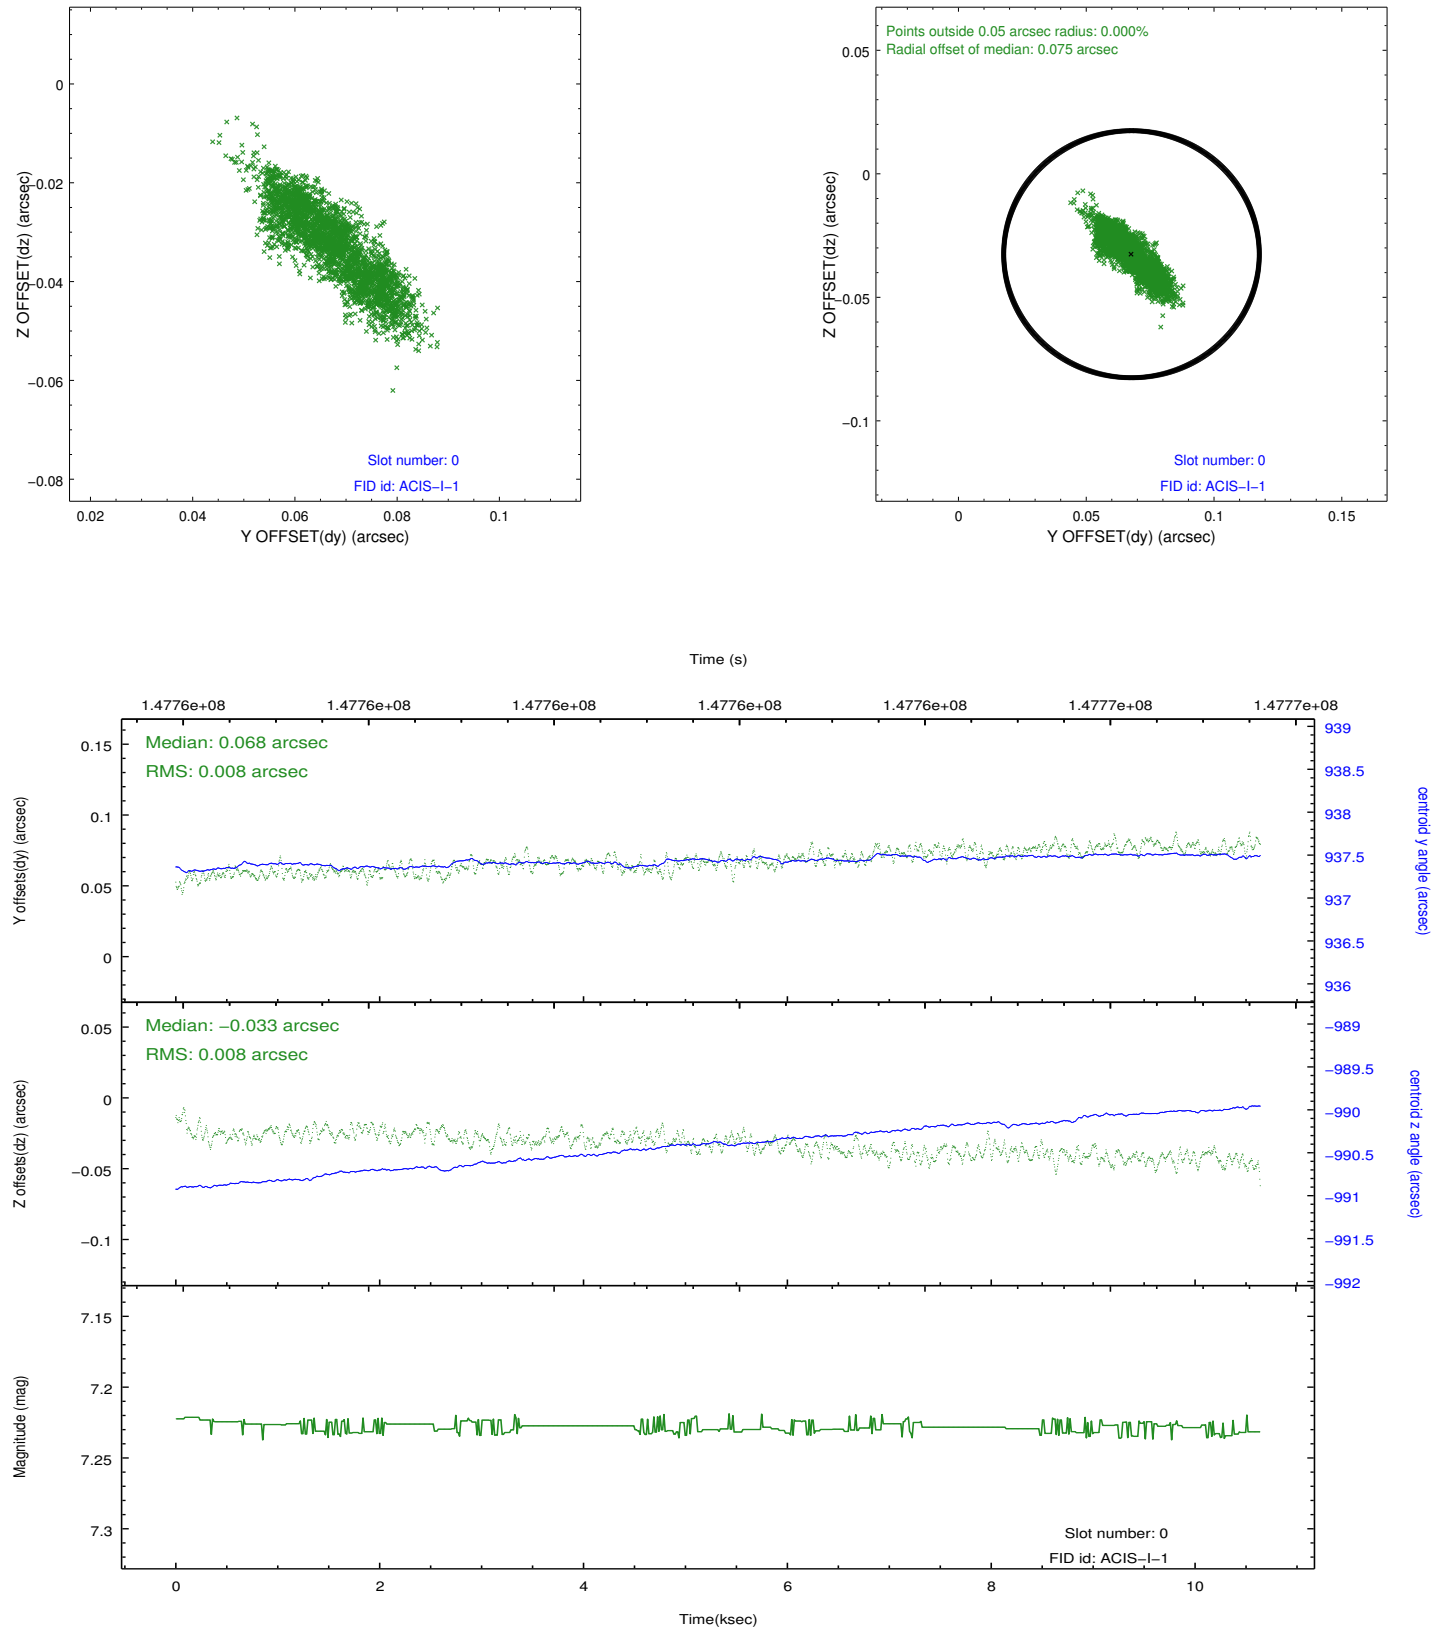 0
−0.02
−0.04
−0.06
−0.08
Z OFFSET(dz) (arcsec)
Slot number: 0
FID id: ACIS−I−1
0.02 0.04 0.06 0.08 0.1
Y OFFSET(dy) (arcsec)
Points outside 0.05 arcsec radius: 0.000%
Radial offset of median: 0.075 arcsec
0.05
0
−0.05
−0.1
Z OFFSET(dz) (arcsec)
Slot number: 0
FID id: ACIS−I−1
0 0.05 0.1 0.15
Y OFFSET(dy) (arcsec)
Time (s)
1.4776e+08 1.4776e+08 1.4776e+08 1.4776e+08 1.4776e+08 1.4777e+08 1.4777e+08
Median: 0.068 arcsec
RMS: 0.008 arcsec
0.15
0.1
0.05
0
Y offsets(dy) (arcsec)
939
938.5
938
937.5
937
936.5
936
centroid y angle (arcsec)
Median: −0.033 arcsec
RMS: 0.008 arcsec
0.05
0
−0.05
−0.1
Z offsets(dz) (arcsec)
−989
−989.5
−990
−990.5
−991
−991.5
−992
centroid z angle (arcsec)
7.15
7.2
7.25
7.3
Magnitude (mag)
Slot number: 0
FID id: ACIS−I−1
0 2 4 6 8 10
Time(ksec)